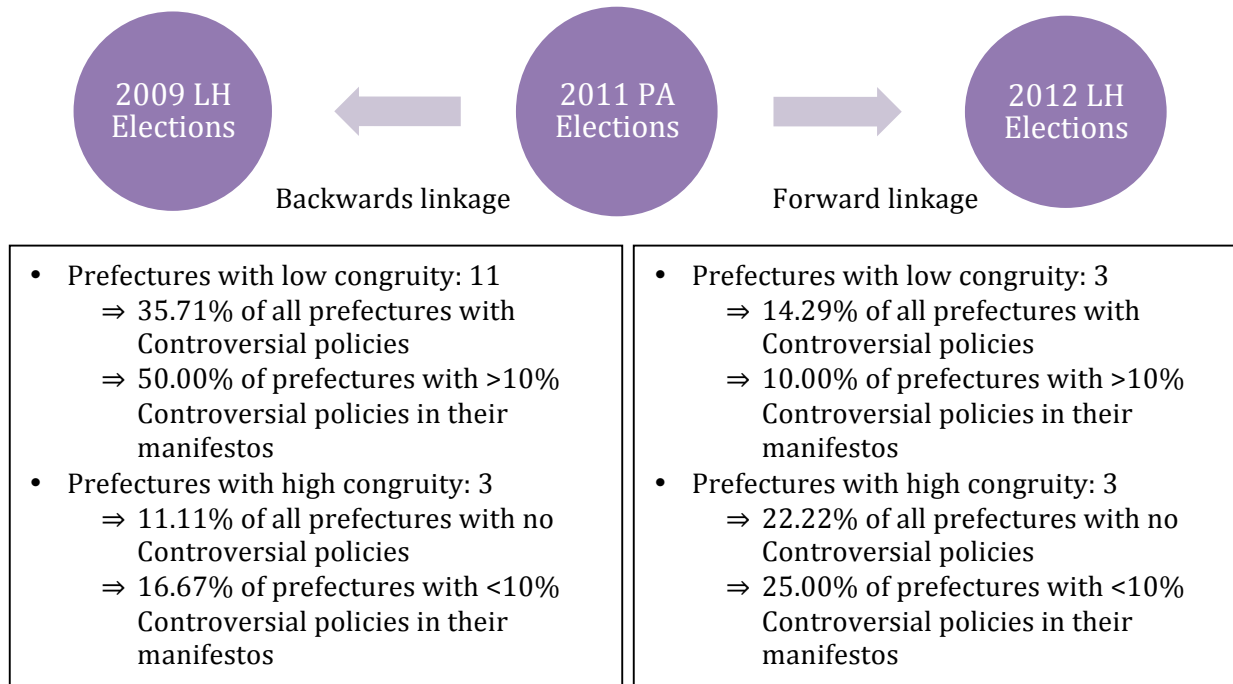 2009 LH
Elections
2011 PA
Elections
2012 LH
Elections
Backwards linkage
Forward linkage
• Prefectures with low congruity: 11
⇒ 35.71% of all prefectures with
Controversial policies
⇒ 50.00% of prefectures with >10%
Controversial policies in their
manifestos
• Prefectures with high congruity: 3
⇒ 11.11% of all prefectures with no
Controversial policies
⇒ 16.67% of prefectures with <10%
Controversial policies in their
manifestos
• Prefectures with low congruity: 3
⇒ 14.29% of all prefectures with
Controversial policies
⇒ 10.00% of prefectures with >10%
Controversial policies in their
manifestos
• Prefectures with high congruity: 3
⇒ 22.22% of all prefectures with no
Controversial policies
⇒ 25.00% of prefectures with <10%
Controversial policies in their
manifestos